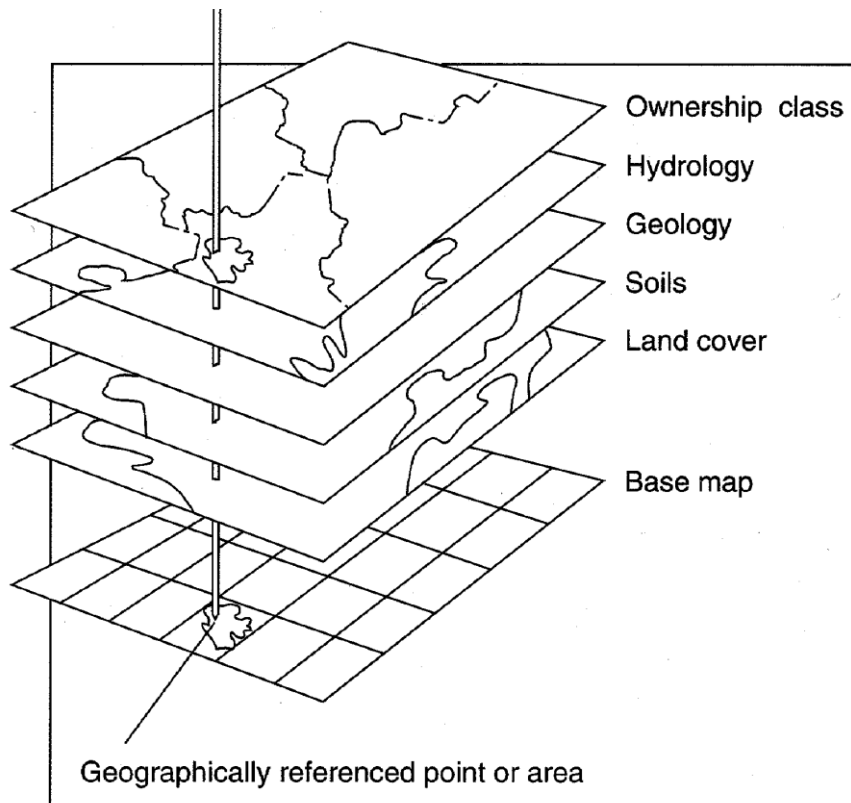 Ownership class
Hydrology
Geology
Soils
Land cover
Base map
Geographically referenced point or area